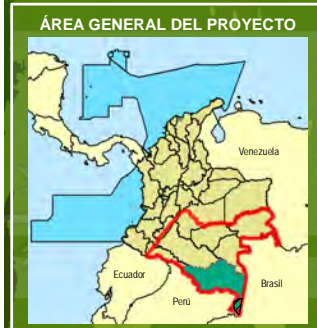 ÁREA GENERAL DEL PROYECTO
Venezuela
Ecuador
Brasil
Perú